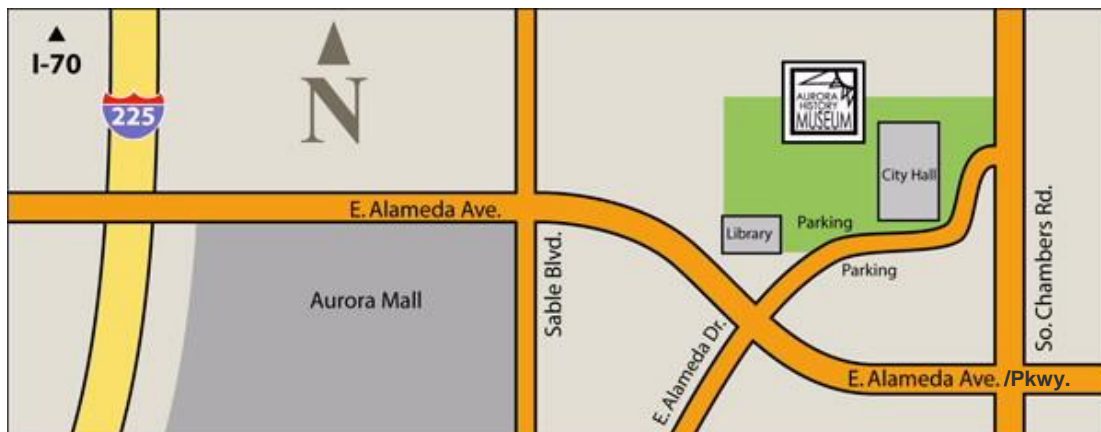 I-70
225
N
AURORA
HISTORY
MUSEUM
City Hall
E. Alameda Ave.
Library
Parking
Parking
Aurora Mall
Sable Blvd.
So. Chambers Rd.
E. Alameda Dr.
E. Alameda Ave. /Pkwy.